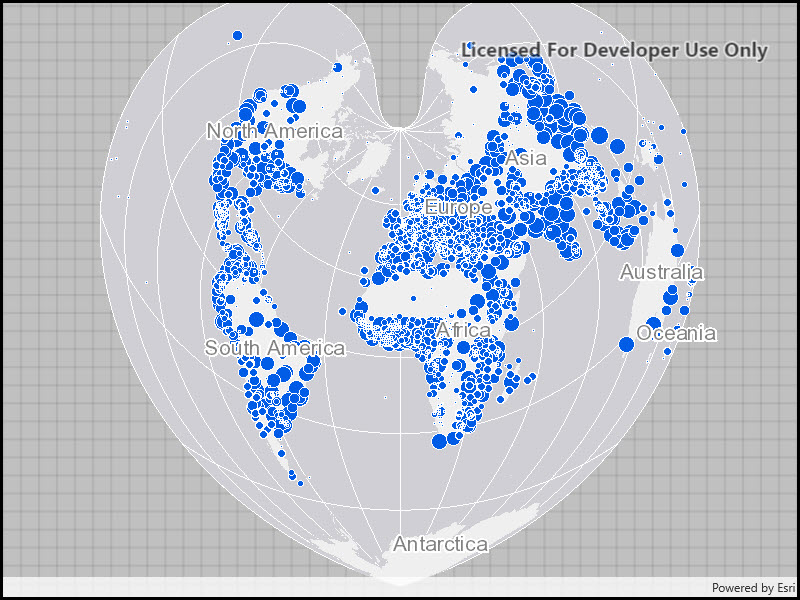 Licensed For Developer Use Only
North America
Asia
Europe
Australia
Africa
Oceania
South America
Antarctica
Powered by Esri